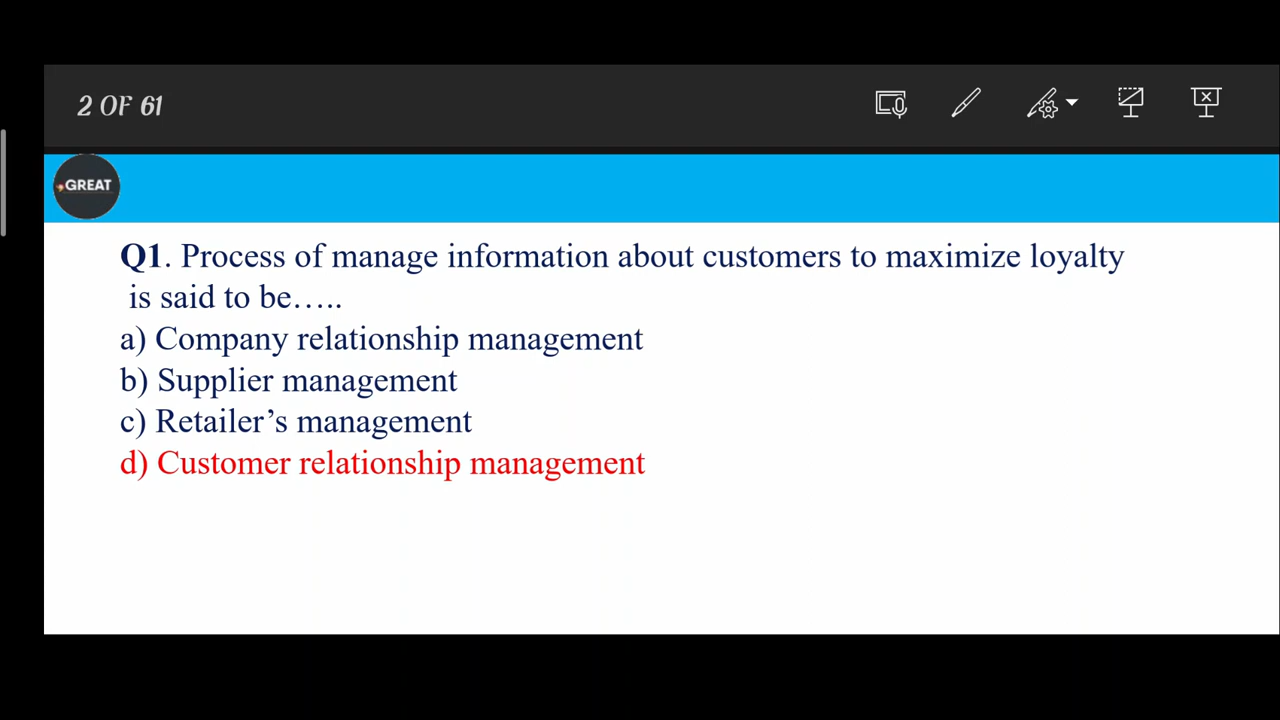 2 OF 61
GREAT
Q1. Process of manage information about customers to maximize loyalty
is said to be…..
a) Company relationship management
b) Supplier management
c) Retailer’s management
d) Customer relationship management